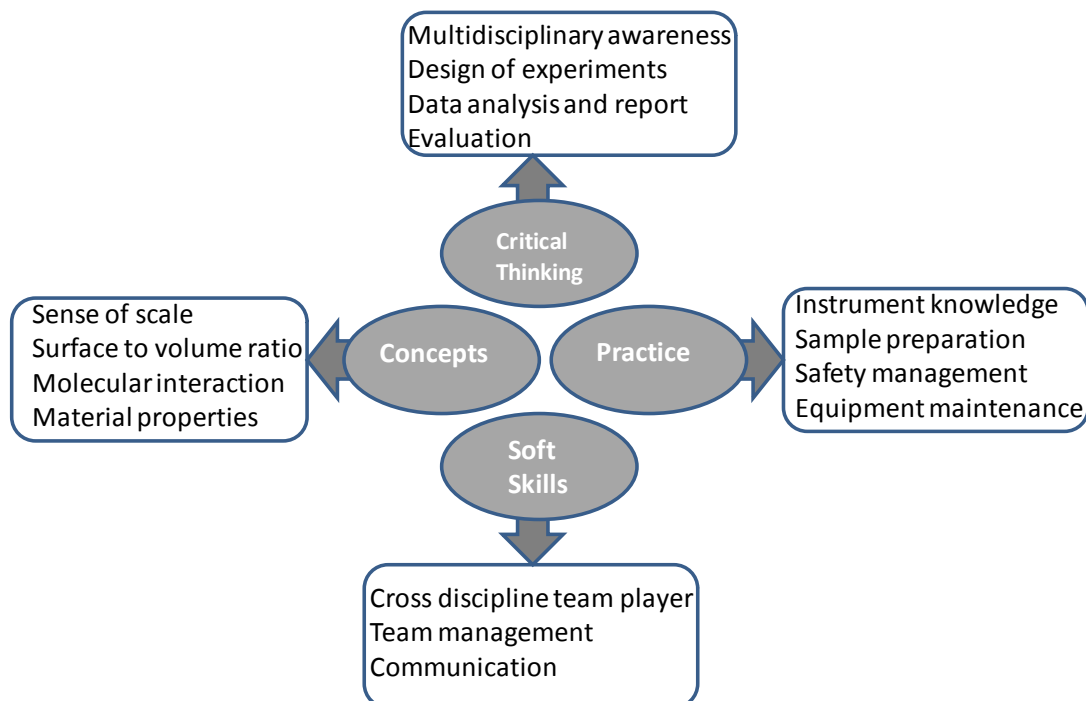 Multidisciplinary awareness
Design of experiments
Data analysis and report
Evaluation
Critical
Thinking
Sense of scale
Surface to volume ratio
Molecular interaction
Material properties
Concepts
Practice
Instrument knowledge
Sample preparation
Safety management
Equipment maintenance.
Soft
Skills
Cross discipline team player
Team management
Communication